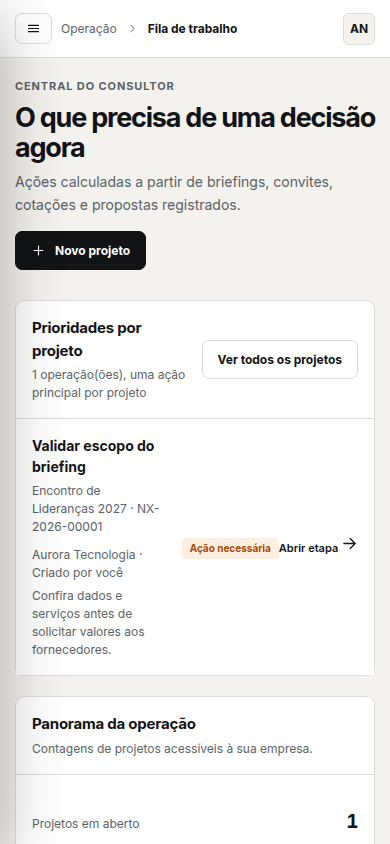 Operação
Fila de trabalho
AN
CENTRAL DO CONSULTOR
O que precisa de uma decisão
agora
Ações calculadas a partir de briefings, convites,
cotações e propostas registrados.
Novo projeto
Prioridades por
projeto
1 operação(ões), uma ação
principal por projeto
Ver todos os projetos
Validar escopo do
briefing
Encontro de
Lideranças 2027 · NX-
2026-00001
Aurora Tecnologia ·
Criado por você
Confira dados e
serviços antes de
solicitar valores aos
fornecedores.
Ação necessária
Abrir etapa
Panorama da operação
Contagens de projetos acessíveis à sua empresa.
Projetos em aberto
1